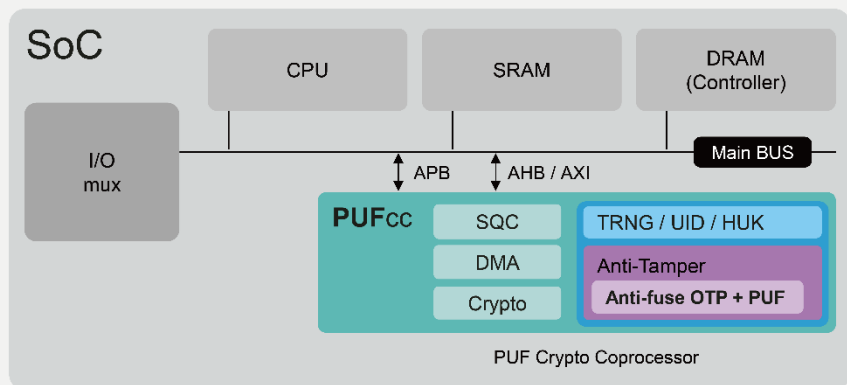 SoC
CPU
SRAM
DRAM
(Controller)
I/O
mux
Main BUS
APB
AHB / AXI
PUFcc
SQC
TRNG / UID / HUK
DMA
Anti-Tamper
Crypto
Anti-fuse OTP + PUF
PUF Crypto Coprocessor